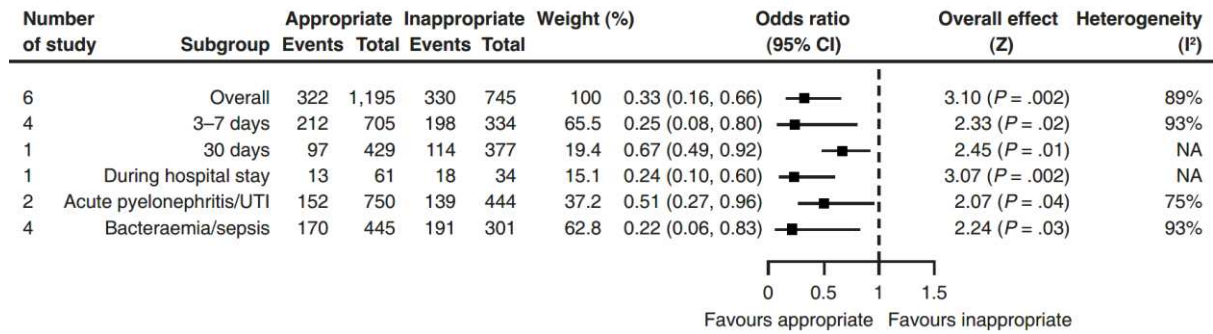 Number Appropriate Inappropriate Weight (%) Odds ratio Overall effect Heterogeneity
of study Subgroup Events Total Events Total (95% CI) (Z) (I²)
6 Overall 322 1,195 330 745 100 0.33 (0.16, 0.66) 3.10 (P = .002) 89%
4 3–7 days 212 705 198 334 65.5 0.25 (0.08, 0.80) 2.33 (P = .02) 93%
1 30 days 97 429 114 377 19.4 0.67 (0.49, 0.92) 2.45 (P = .01) NA
1 During hospital stay 13 61 18 34 15.1 0.24 (0.10, 0.60) 3.07 (P = .002) NA
2 Acute pyelonephritis/UTI 152 750 139 444 37.2 0.51 (0.27, 0.96) 2.07 (P = .04) 75%
4 Bacteraemia/sepsis 170 445 191 301 62.8 0.22 (0.06, 0.83) 2.24 (P = .03) 93%
0 0.5 1 1.5
Favours appropriate Favours inappropriate